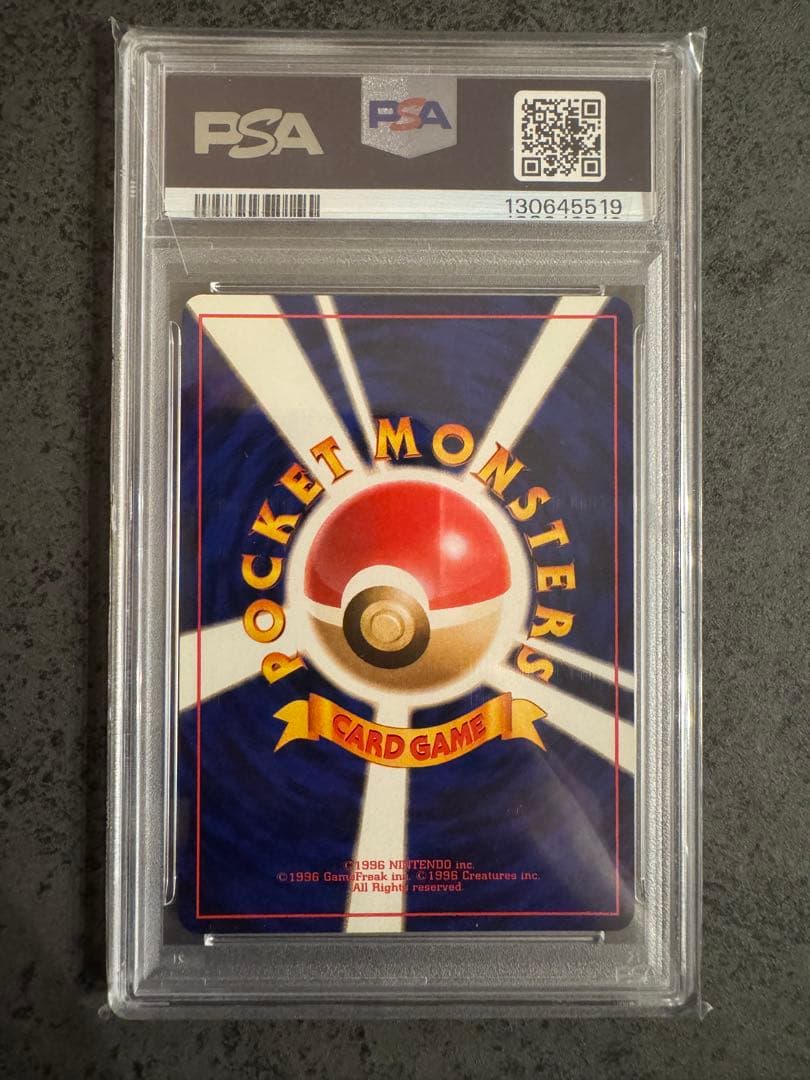 PSA
PSA
130645519
POCKET MONSTERS
CARD GAME
©1996 NINTENDO inc.
©1996 GameFreak inc. ©1996 Creatures inc.
All Rights reserved.